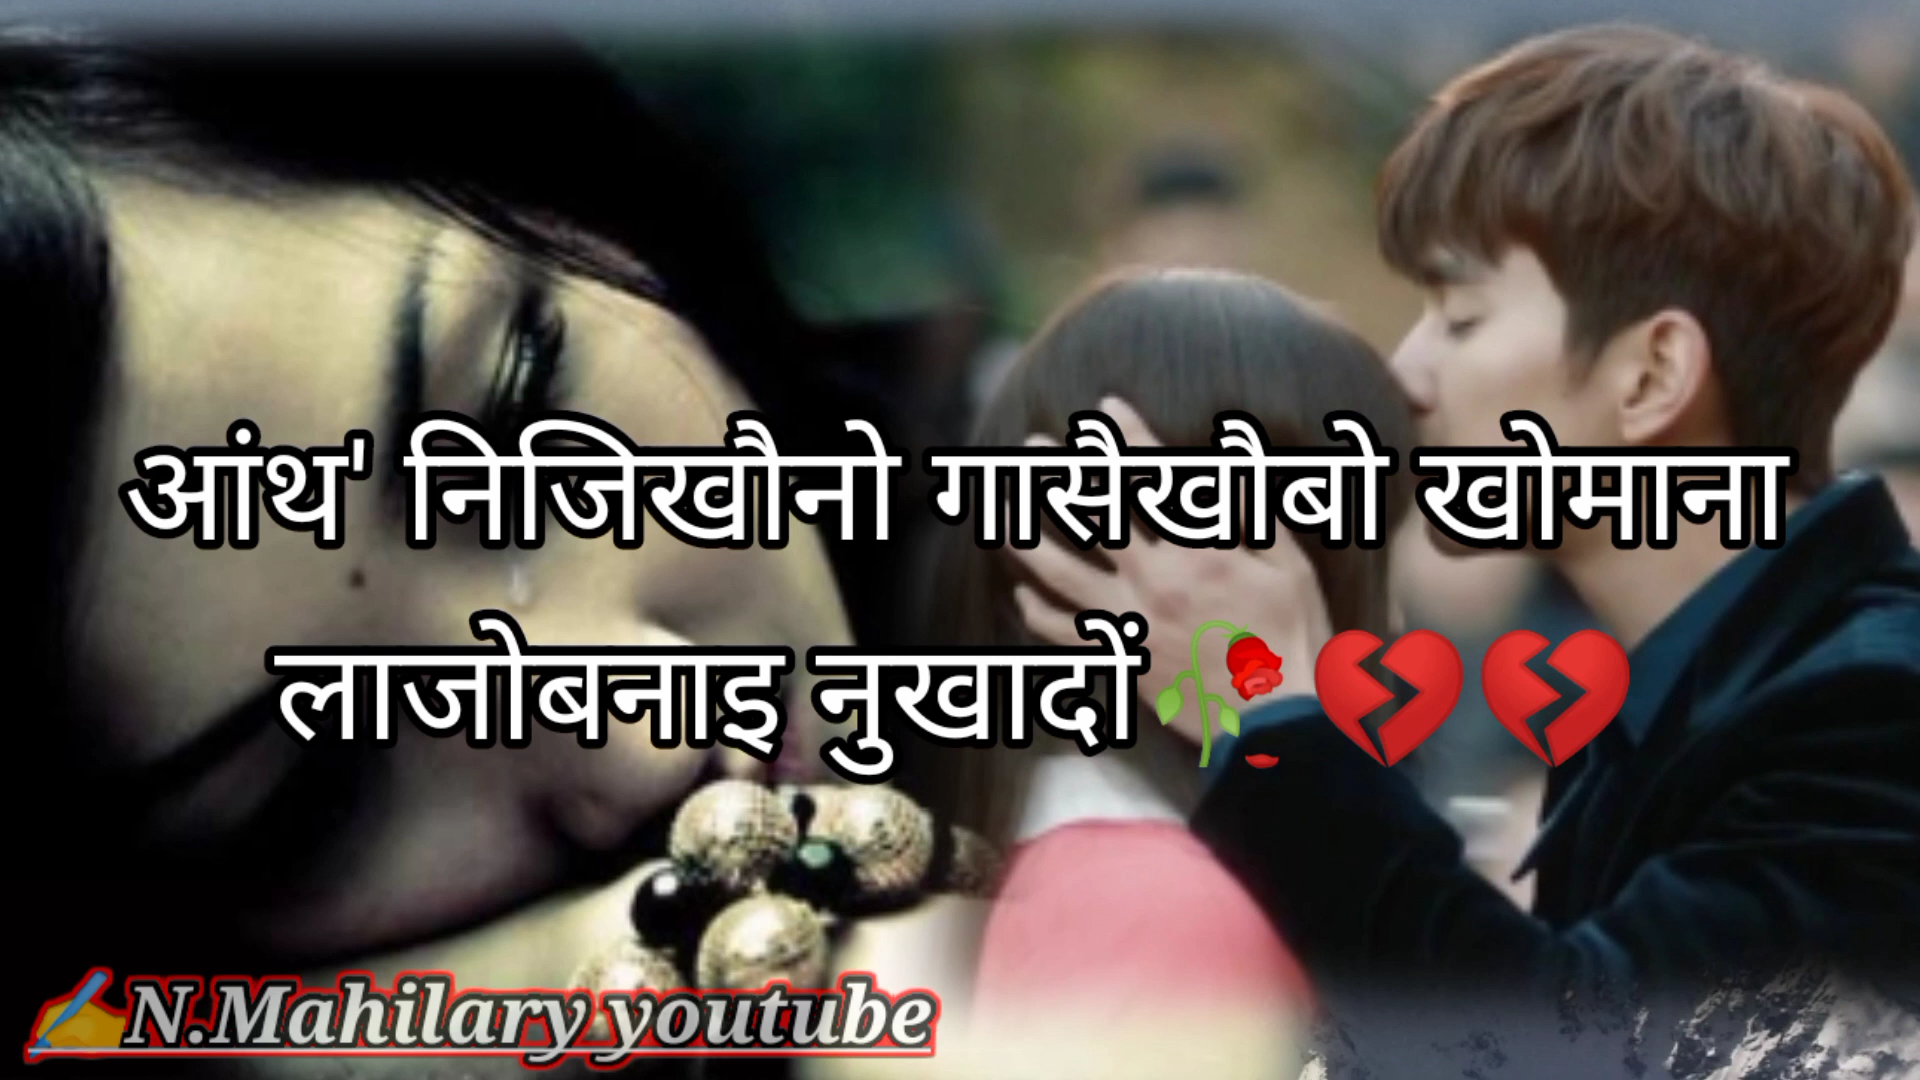 आंथ' निजिखौनो गासैखौबो खोमाना
लाजोबनाइ नुखादों🥀💔💔
✍N.Mahilary youtube